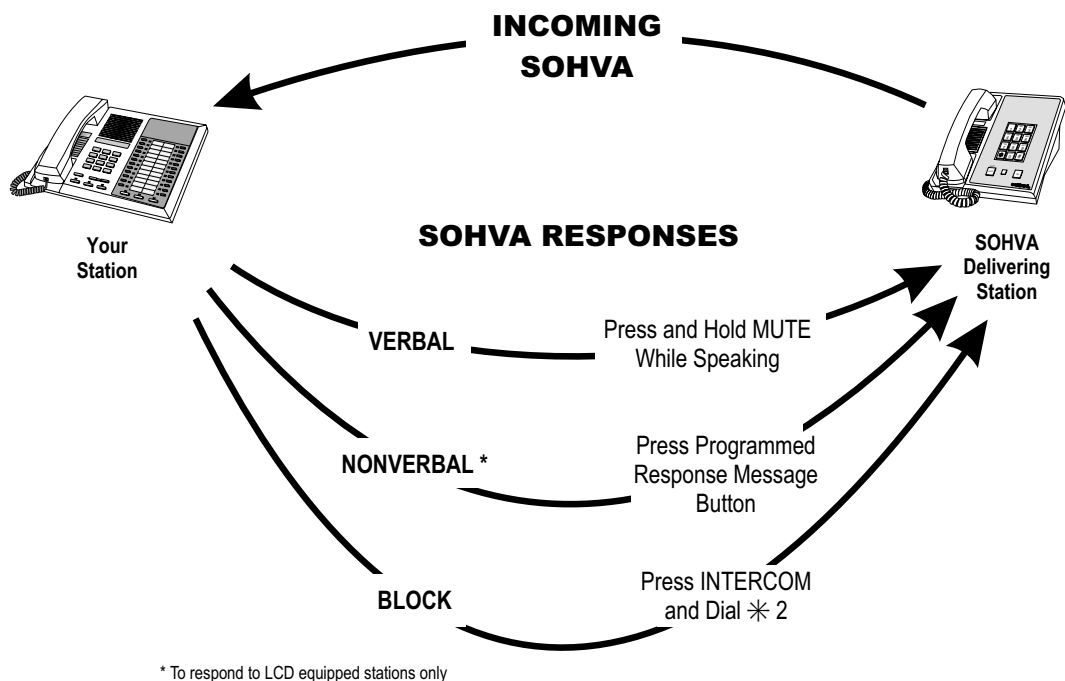 INCOMING
SOHVA
Your
Station
SOHVA
Delivering
Station
SOHVA RESPONSES
VERBAL
Press and Hold MUTE
While Speaking
NONVERBAL *
Press Programmed
Response Message
Button
BLOCK
Press INTERCOM
and Dial ✳ 2
* To respond to LCD equipped stations only